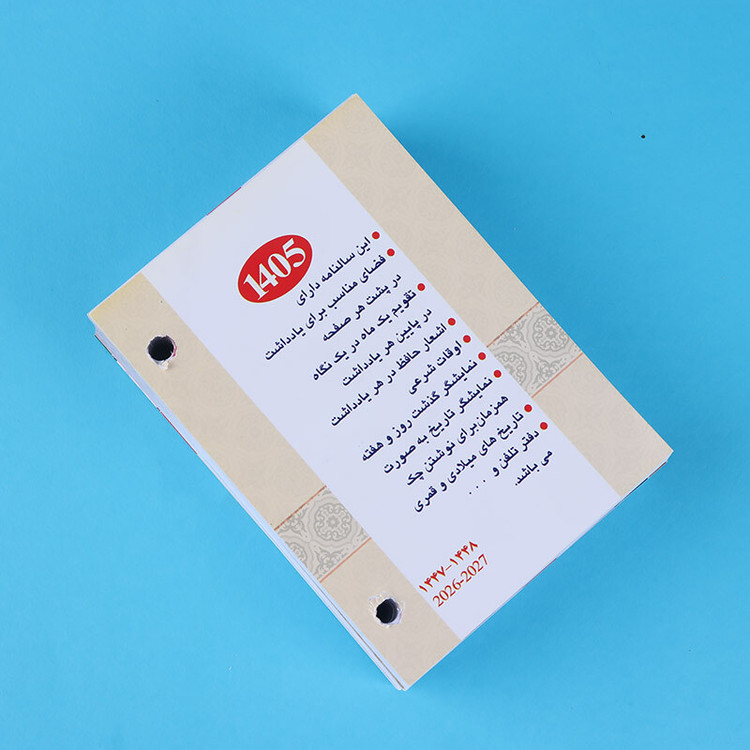 1405
• این سالنامه دارای
• فضای مناسب برای یادداشت
در پشت هر صفحه
• تقویم یک ماه در یک نگاه
در پایین هر یادداشت
• اشعار حافظ در هر یادداشت
• اوقات شرعی
• نمایشگر گذشت روز و هفته
• نمایشگر تاریخ به صورت
همزمان برای نوشتن چک
• تاریخ های میلادی و قمری
• دفتر تلفن و ...
می باشد.
۱۴۴۷-۱۴۴۸
2026-2027